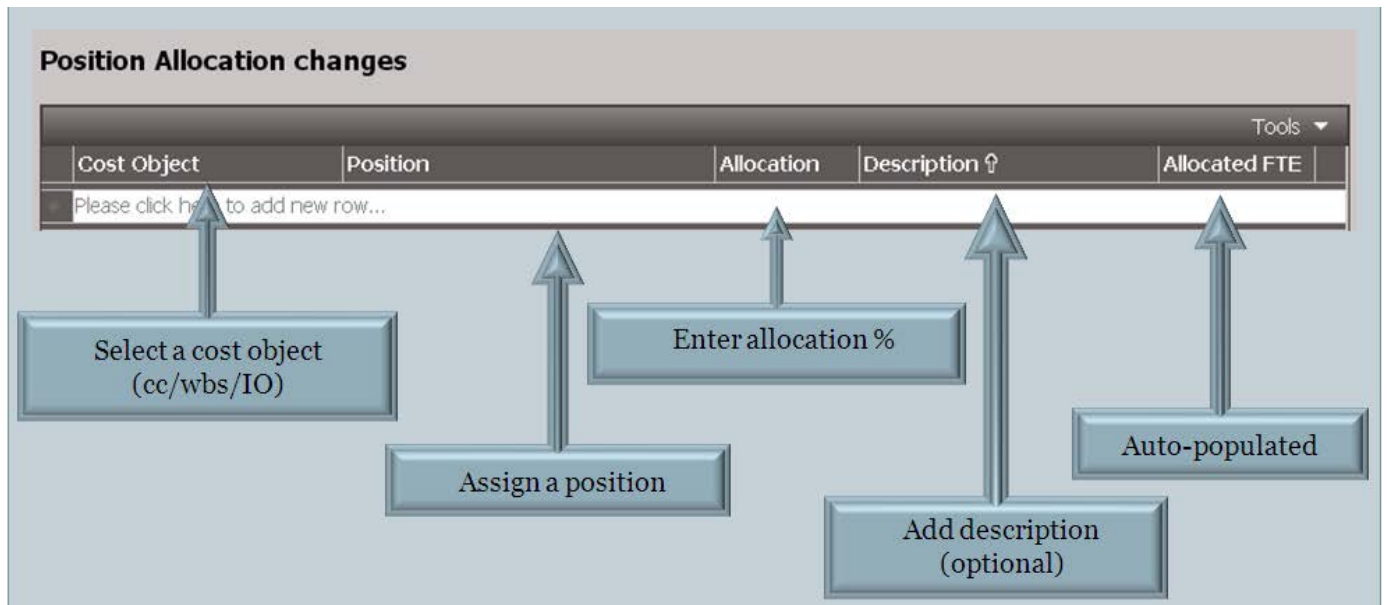 Position Allocation changes
Tools
Cost Object Position Allocation Description Allocated FTE
Please click to add new row...
Select a cost object
(cc/wbs/IO)
Enter allocation %
Assign a position
Auto-populated
Add description
(optional)